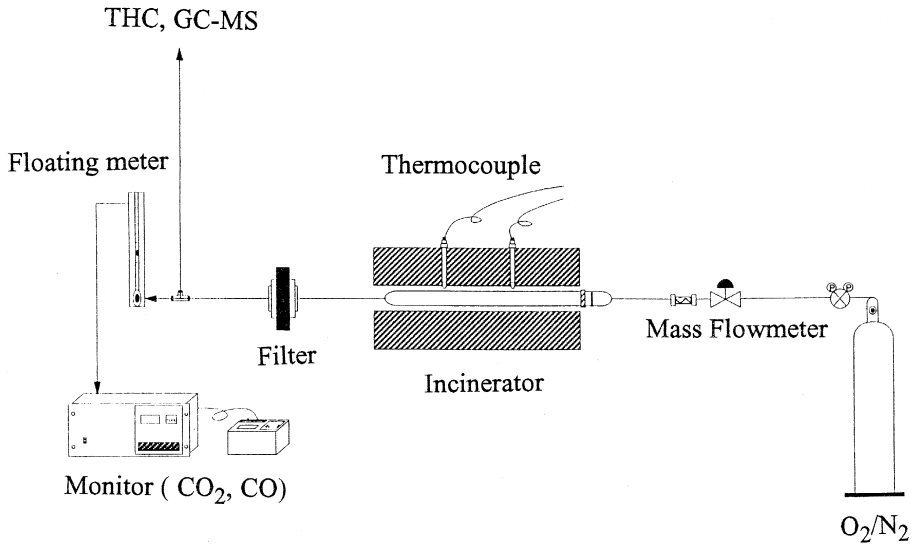 THC, GC-MS
Floating meter
Thermocouple
P P
Mass Flowmeter
Filter
Incinerator
Monitor ( CO₂, CO)
O₂/N₂